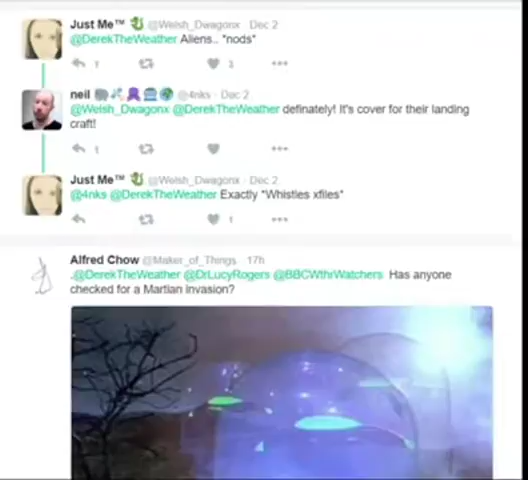 Just Me™ @Welsh_Dwagonx Dec 2
@DerekTheWeather Aliens.. *nods*
1 2
neil @4nks · Dec 2
@Welsh_Dwagonx @DerekTheWeather definately! It's cover for their landing
craft!
1
Just Me™ @Welsh_Dwagonx · Dec 2
@4nks @DerekTheWeather Exactly *Whistles xfiles*
1
Alfred Chow @Maker_of_Things · 17h
.@DerekTheWeather @DrLucyRogers @BBCWthrWatchers Has anyone
checked for a Martian invasion?